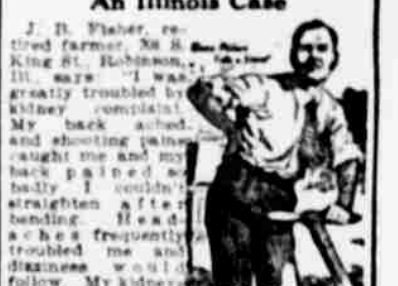 An Illinois Case
J. B. Fisher, re-
tired farmer, S.
King St., Robinson,
Ill., says: "I was
greatly troubled by
kidney complaint.
My back ached
and shooting pains
caught me and my
back pained so
badly I couldn't
straighten after
bending. Head-
aches frequently
troubled me and
dizziness would
follow. My kidneys